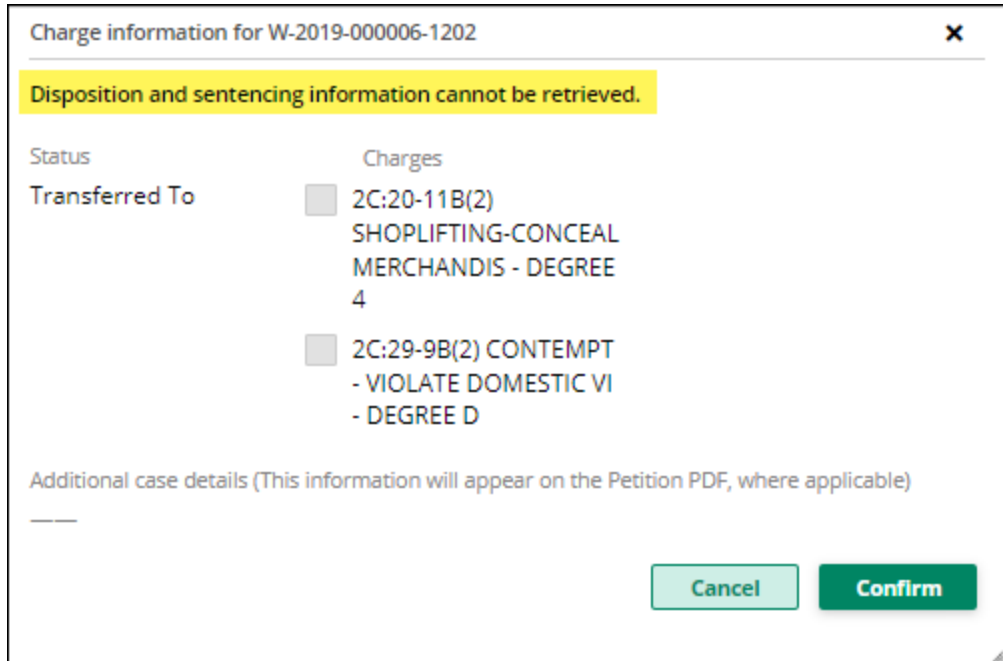 Charge information for W-2019-000006-1202
Disposition and sentencing information cannot be retrieved.
Status
Charges
Transferred To
2C:20-11B(2)
SHOPLIFTING-CONCEAL
MERCHANDIS - DEGREE
4
2C:29-9B(2) CONTEMPT
- VIOLATE DOMESTIC VI
- DEGREE D
Additional case details (This information will appear on the Petition PDF, where applicable)
——
Cancel
Confirm